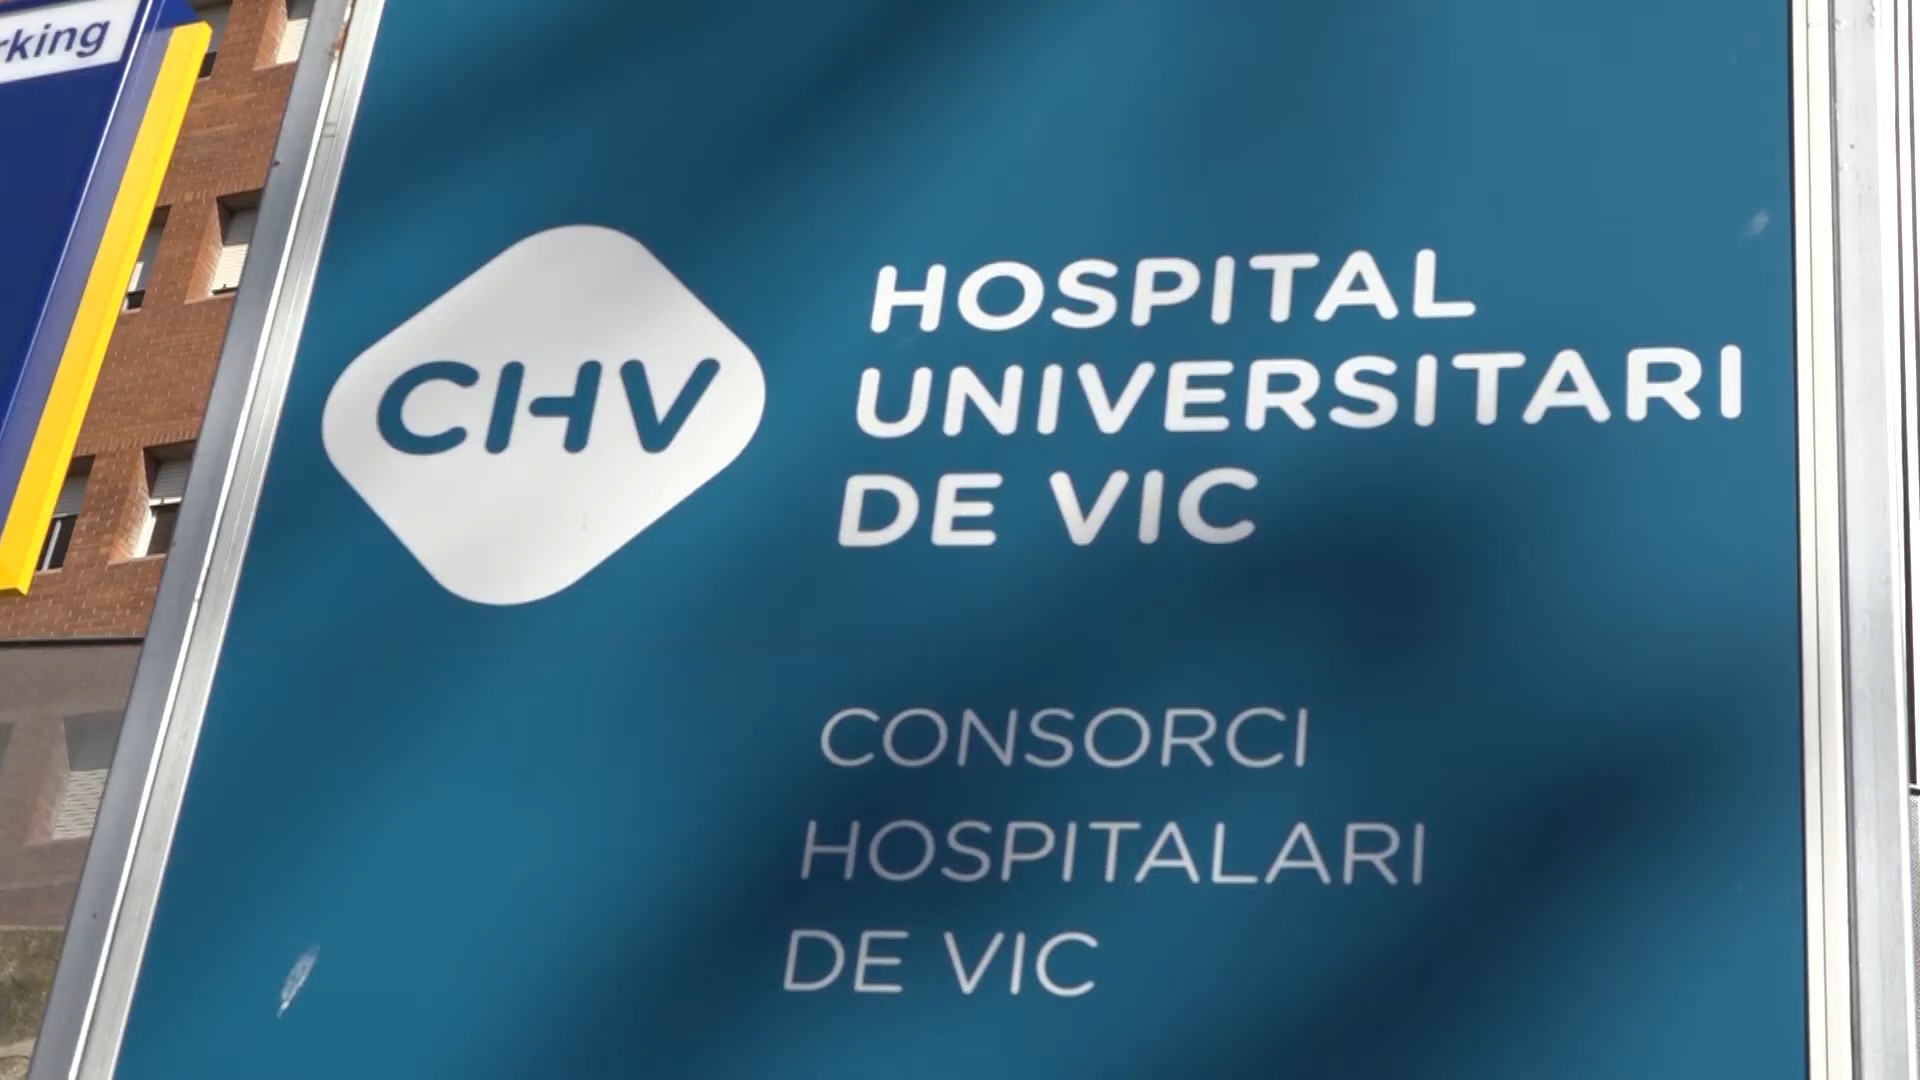 rking
CHV
HOSPITAL
UNIVERSITARI
DE VIC
CONSORCI
HOSPITALARI
DE VIC